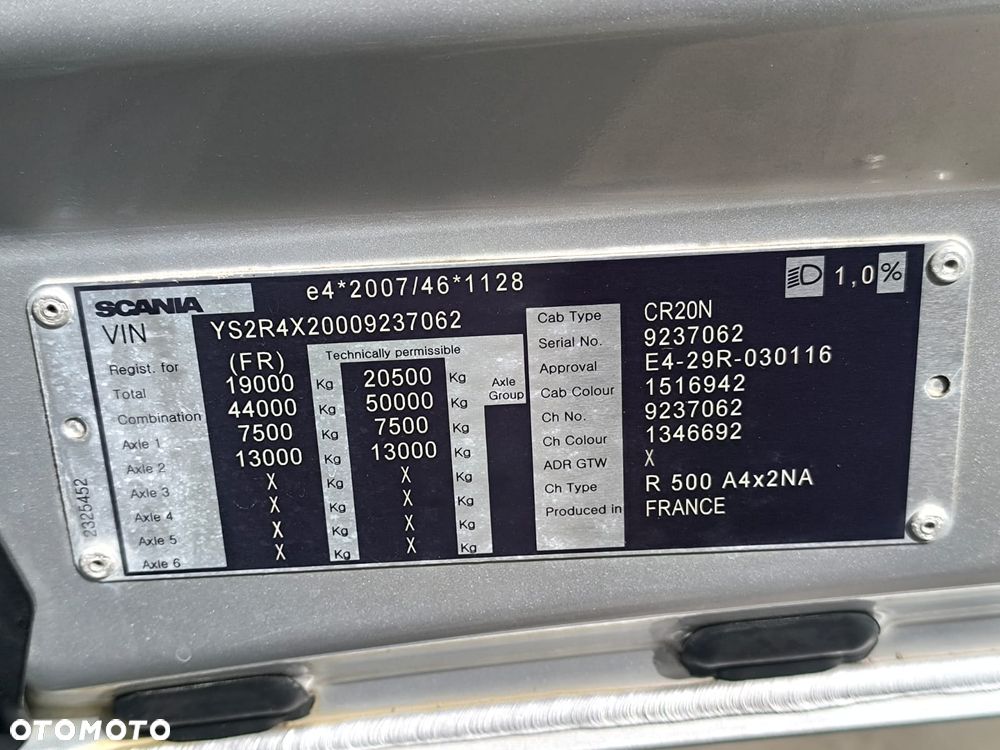 SCANIA e4*2007/46*1128 1,0%
VIN YS2R4X20009237062
Regist. for (FR) Technically permissible
Total 19000 Kg 20500 Kg Axle Group
Combination 44000 Kg 50000 Kg
Axle 1 7500 Kg 7500 Kg
Axle 2 13000 Kg 13000 Kg
Axle 3 X Kg X Kg
Axle 4 X Kg X Kg
Axle 5 X Kg X Kg
Axle 6 X Kg X Kg
2325452
Cab Type CR20N
Serial No. 9237062
Approval E4-29R-030116
Cab Colour 1516942
Ch No. 9237062
Ch Colour 1346692
ADR GTW X
Ch Type R 500 A4x2NA
Produced in FRANCE
OTOMOTO
OTOMOTO